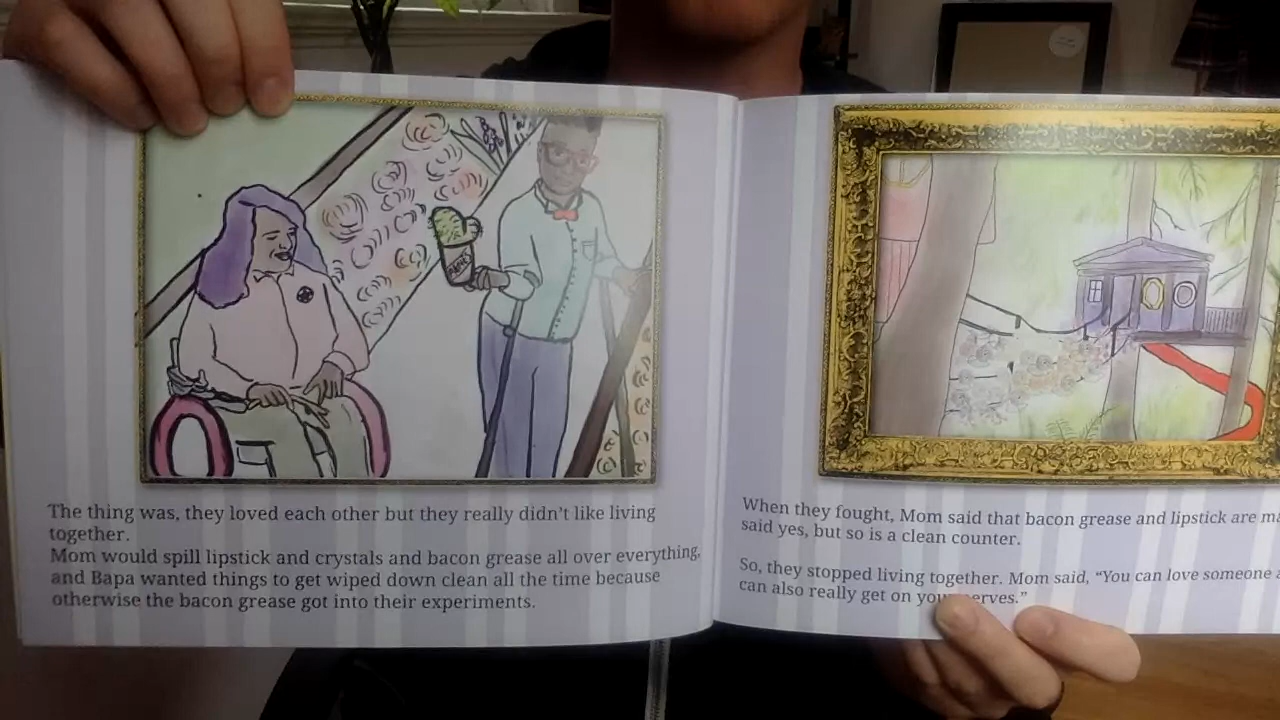 The thing was, they loved each other but they really didn't like living
together.
Mom would spill lipstick and crystals and bacon grease all over everything,
and Bapa wanted things to get wiped down clean all the time because
otherwise the bacon grease got into their experiments.
When they fought, Mom said that bacon grease and lipstick are
said yes, but so is a clean counter.
So, they stopped living together. Mom said, "You can love someone
can also really get on